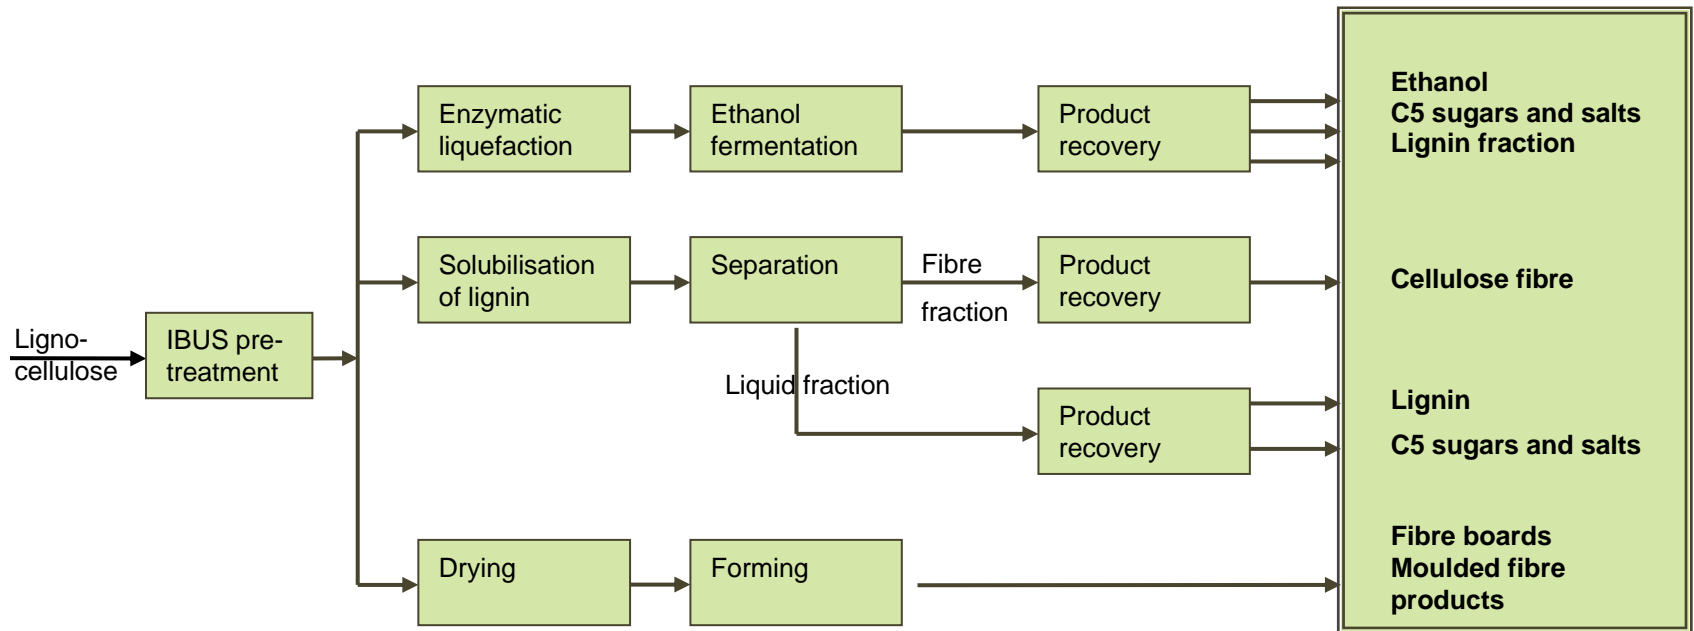 Ligno-
cellulose
IBUS pre-
treatment
Enzymatic
liquefaction
Ethanol
fermentation
Product
recovery
Ethanol
C5 sugars and salts
Lignin fraction
Solubilisation
of lignin
Separation
Fibre
fraction
Product
recovery
Cellulose fibre
Liquid fraction
Product
recovery
Lignin
C5 sugars and salts
Drying
Forming
Fibre boards
Moulded fibre
products